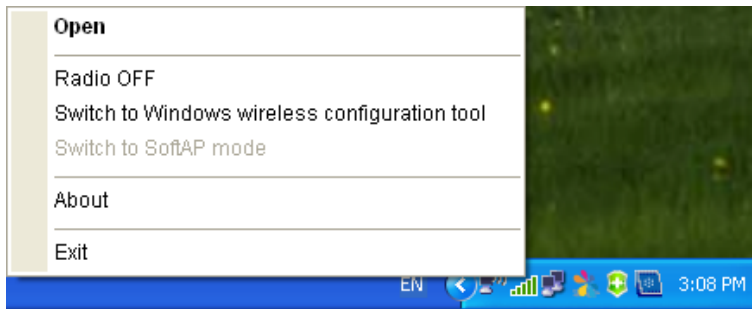 Open
Radio OFF
Switch to Windows wireless configuration tool
Switch to SoftAP mode
About
Exit
EN 3:08 PM